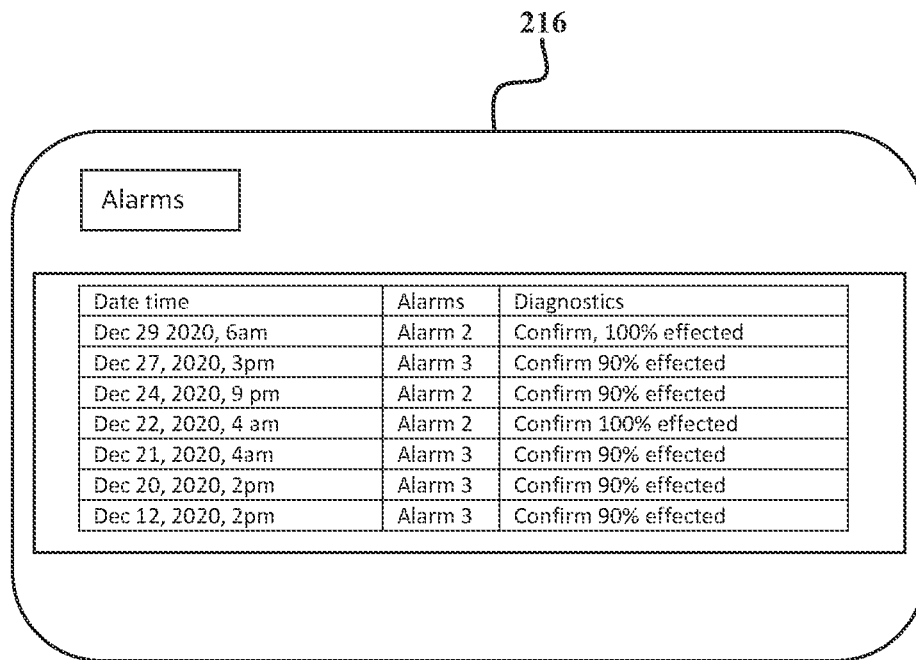 216
Alarms
Date time Alarms Diagnostics
Dec 29 2020, 6am Alarm 2 Confirm, 100% effected
Dec 27, 2020, 3pm Alarm 3 Confirm 90% effected
Dec 24, 2020, 9 pm Alarm 2 Confirm 90% effected
Dec 22, 2020, 4 am Alarm 2 Confirm 100% effected
Dec 21, 2020, 4am Alarm 3 Confirm 90% effected
Dec 20, 2020, 2pm Alarm 3 Confirm 90% effected
Dec 12, 2020, 2pm Alarm 3 Confirm 90% effected